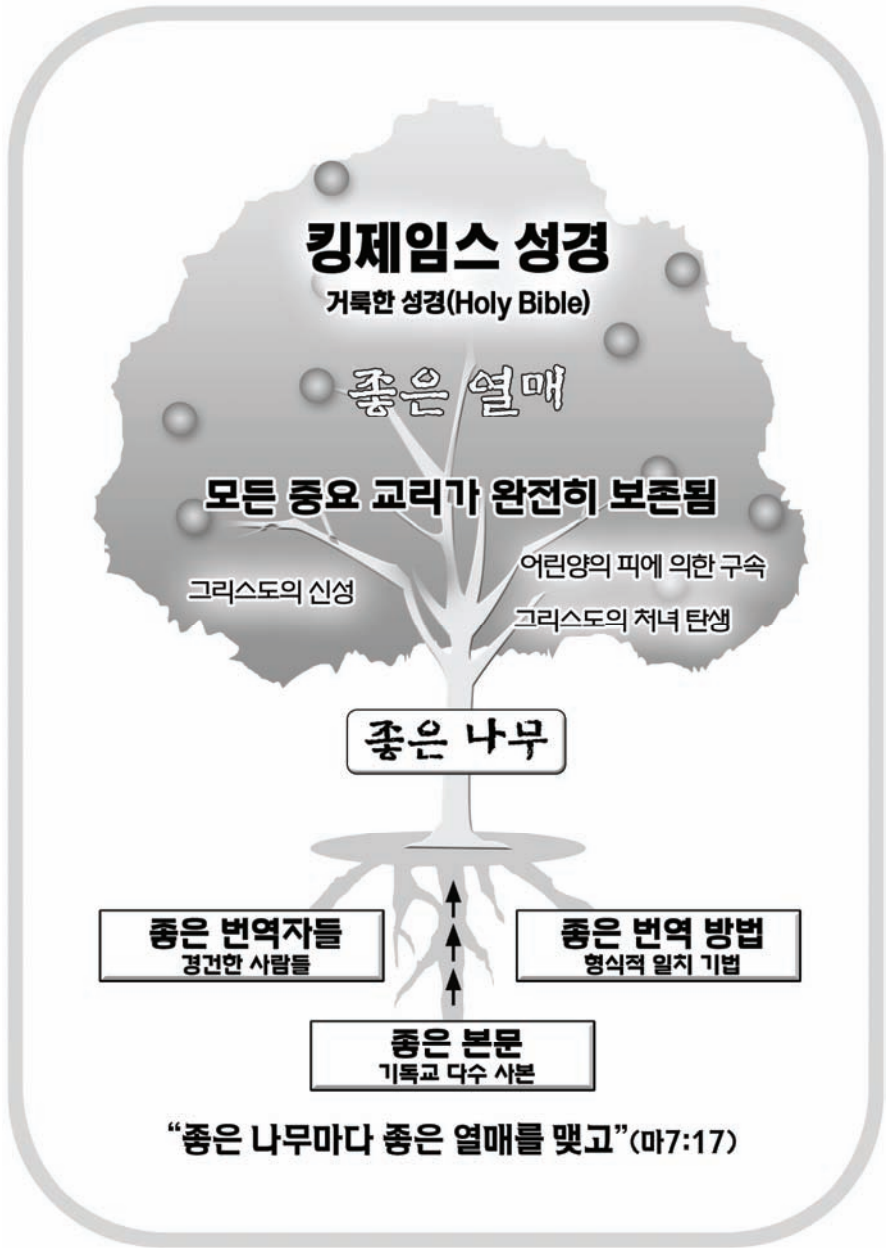 킹제임스 성경
거룩한 성경(Holy Bible)
좋은 열매
모든 중요 교리가 완전히 보존됨
그리스도의 신성
어린양의 피에 의한 구속
그리스도의 처녀 탄생
좋은 나무
좋은 번역자들
경건한 사람들
좋은 번역 방법
형식적 일치 기법
좋은 본문
기독교 다수 사본
“좋은 나무마다 좋은 열매를 맺고”(마7:17)